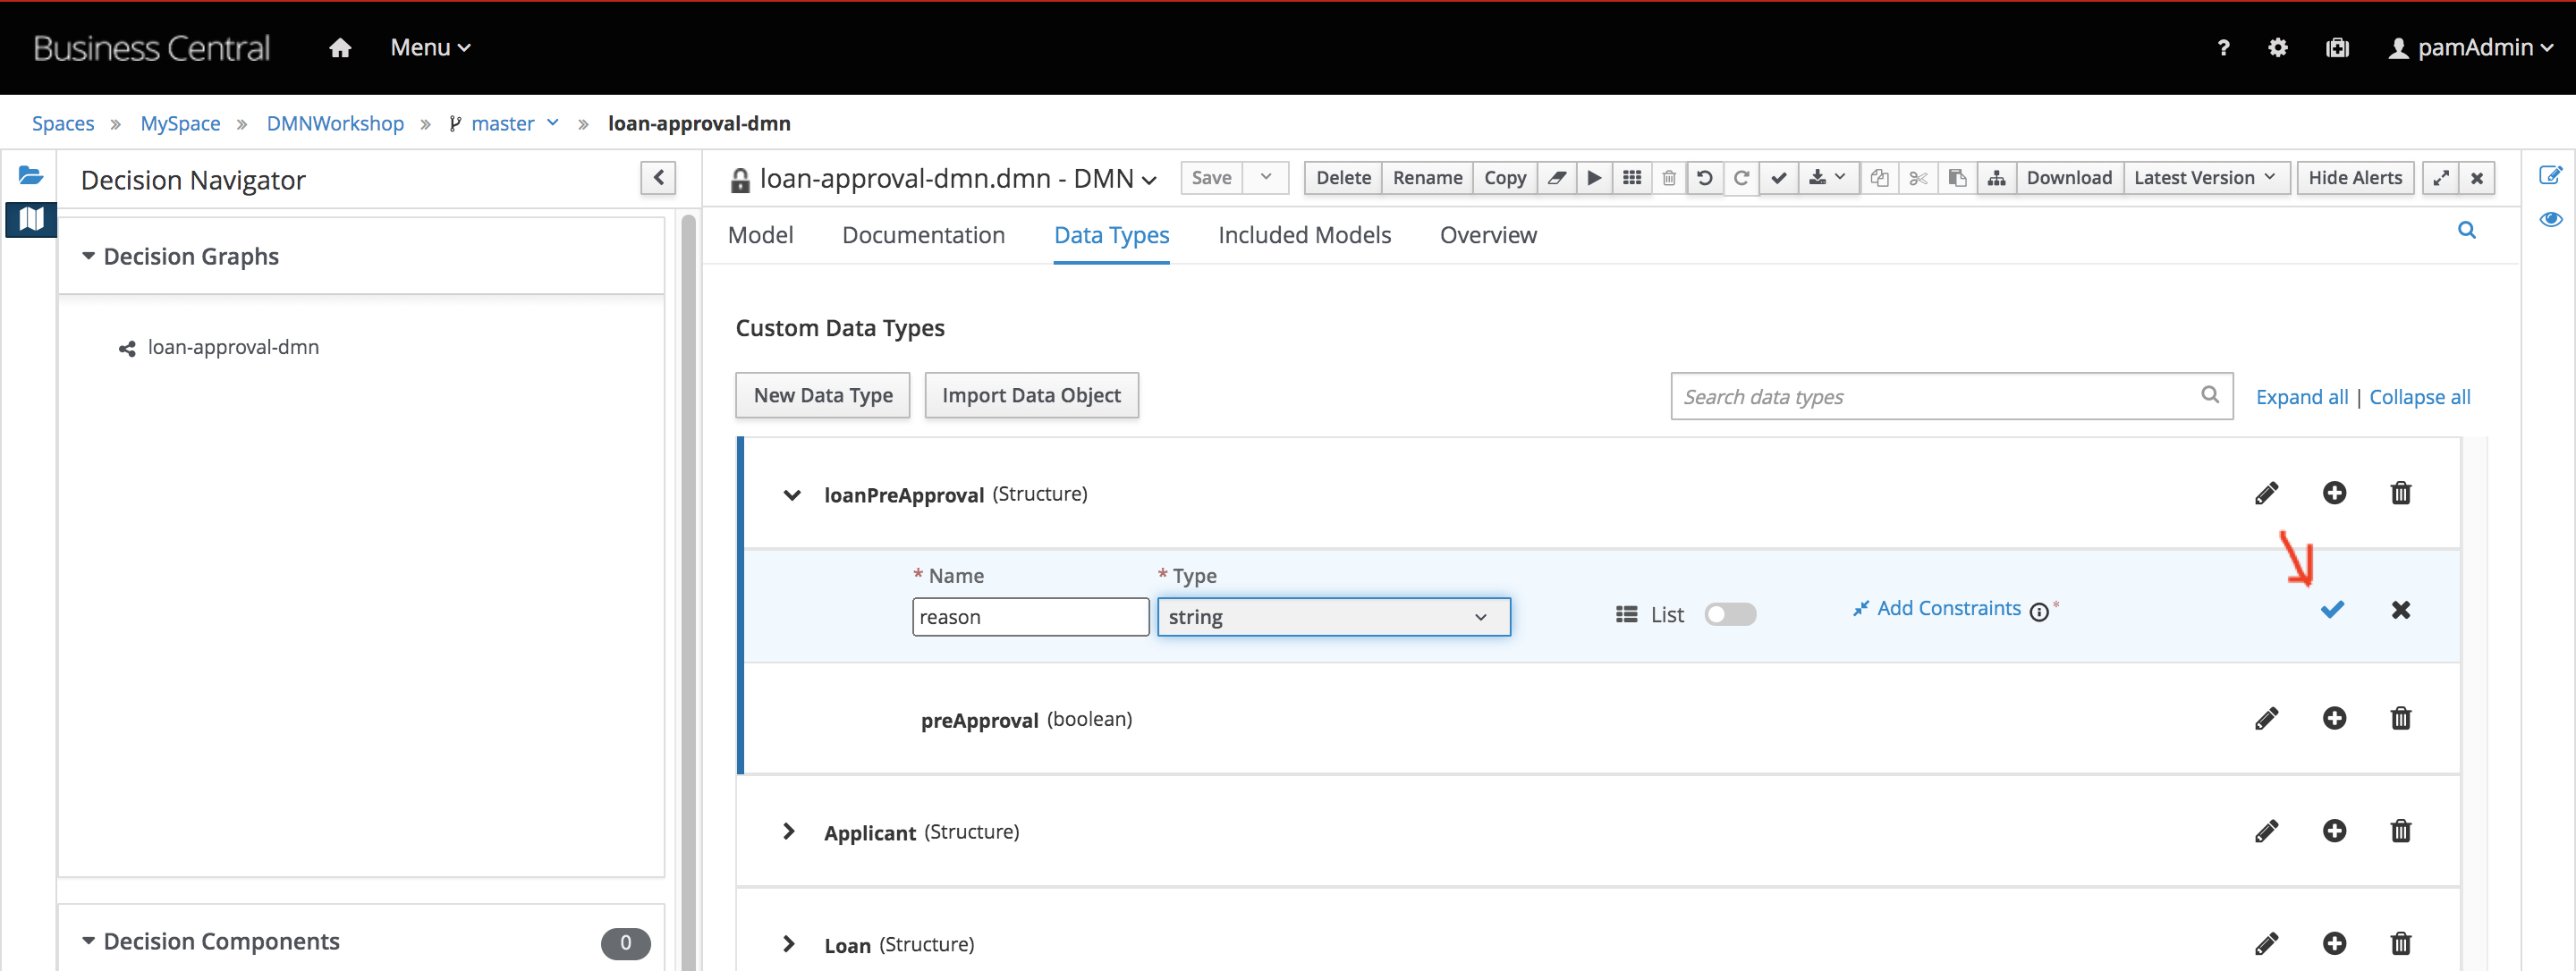 Business Central Menu ? pamAdmin
Spaces » MySpace » DMNWorkshop » master » loan-approval-dmn
Decision Navigator
loan-approval-dmn.dmn - DMN Save Delete Rename Copy Download Latest Version Hide Alerts
Model Documentation Data Types Included Models Overview
Decision Graphs
loan-approval-dmn
Custom Data Types
New Data Type Import Data Object Search data types Expand all | Collapse all
loanPreApproval (Structure)
* Name * Type
reason string List Add Constraints *
preApproval (boolean)
Applicant (Structure)
Loan (Structure)
Decision Components 0